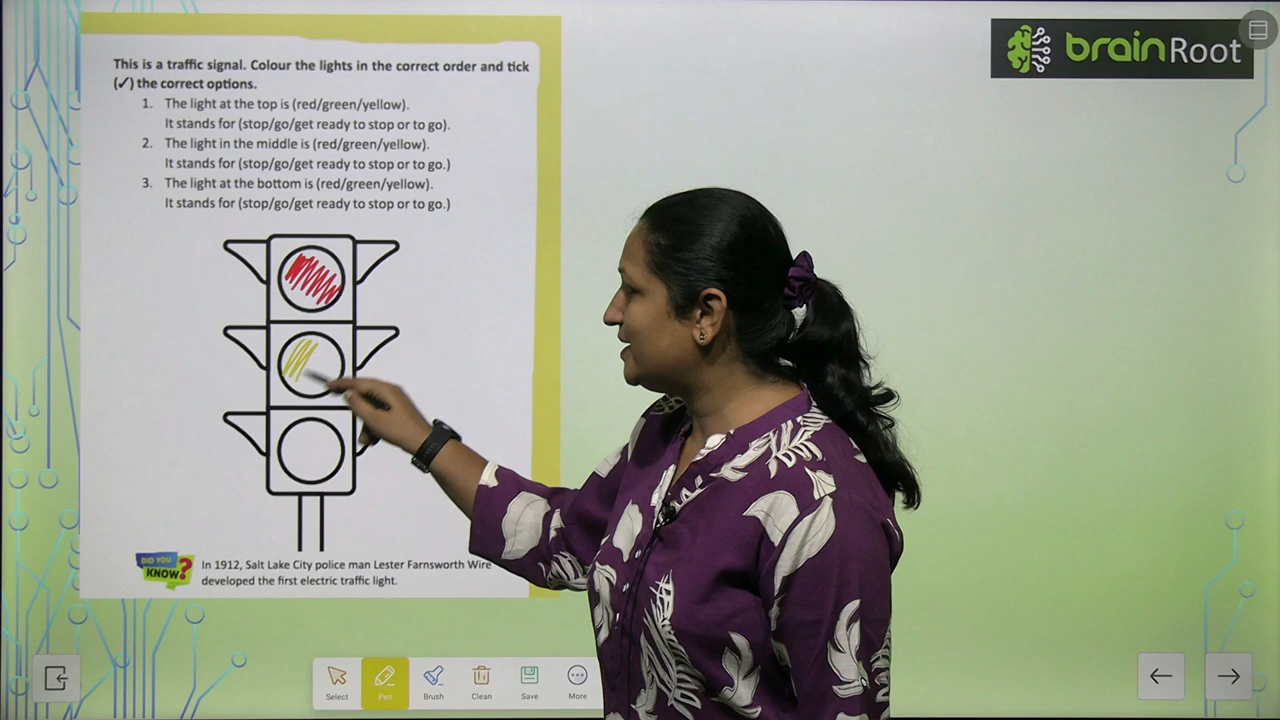 This is a traffic signal. Colour the lights in the correct order and tick
(✓) the correct options.
1. The light at the top is (red/green/yellow).
It stands for (stop/go/get ready to stop or to go).
2. The light in the middle is (red/green/yellow).
It stands for (stop/go/get ready to stop or to go.)
3. The light at the bottom is (red/green/yellow).
It stands for (stop/go/get ready to stop or to go.)
DID YOU
KNOW?
In 1912, Salt Lake City police man Lester Farnsworth Wire
developed the first electric traffic light.
brainRoot
Select
Pen
Brush
Clean
Save
More